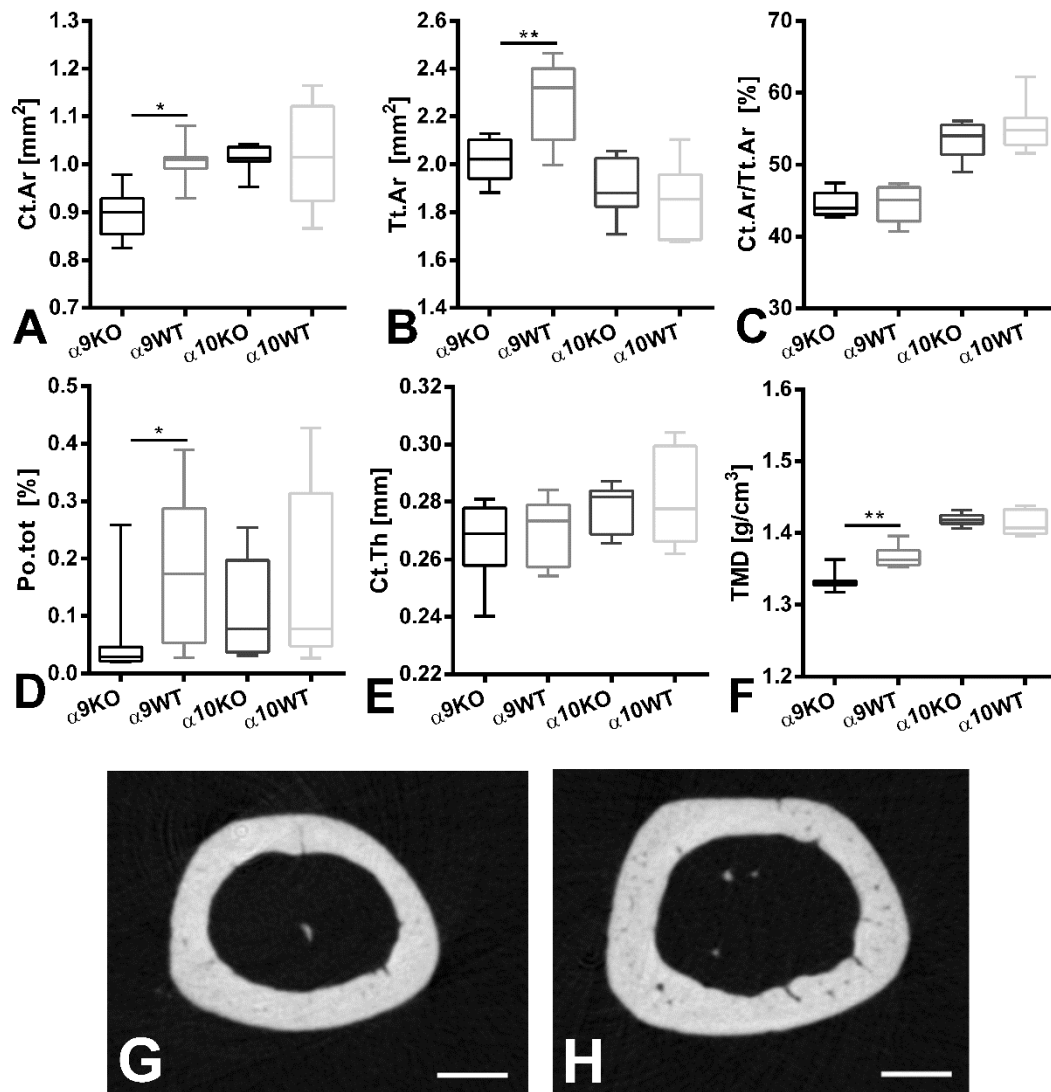 1.3
1.2
1.1
1.0
0.9
0.8
0.7
Ct.Ar [mm²]
*
A
α9KO
α9WT
α10KO
α10WT
2.6
2.4
2.2
2.0
1.8
1.6
1.4
Tt.Ar [mm²]
**
B
α9KO
α9WT
α10KO
α10WT
70
60
50
40
30
Ct.Ar/Tt.Ar [%]
C
α9KO
α9WT
α10KO
α10WT
0.5
0.4
0.3
0.2
0.1
0.0
Po.tot [%]
*
D
α9KO
α9WT
α10KO
α10WT
0.32
0.30
0.28
0.26
0.24
0.22
Ct.Th [mm]
E
α9KO
α9WT
α10KO
α10WT
1.6
1.5
1.4
1.3
1.2
TMD [g/cm³]
**
F
α9KO
α9WT
α10KO
α10WT
G
H